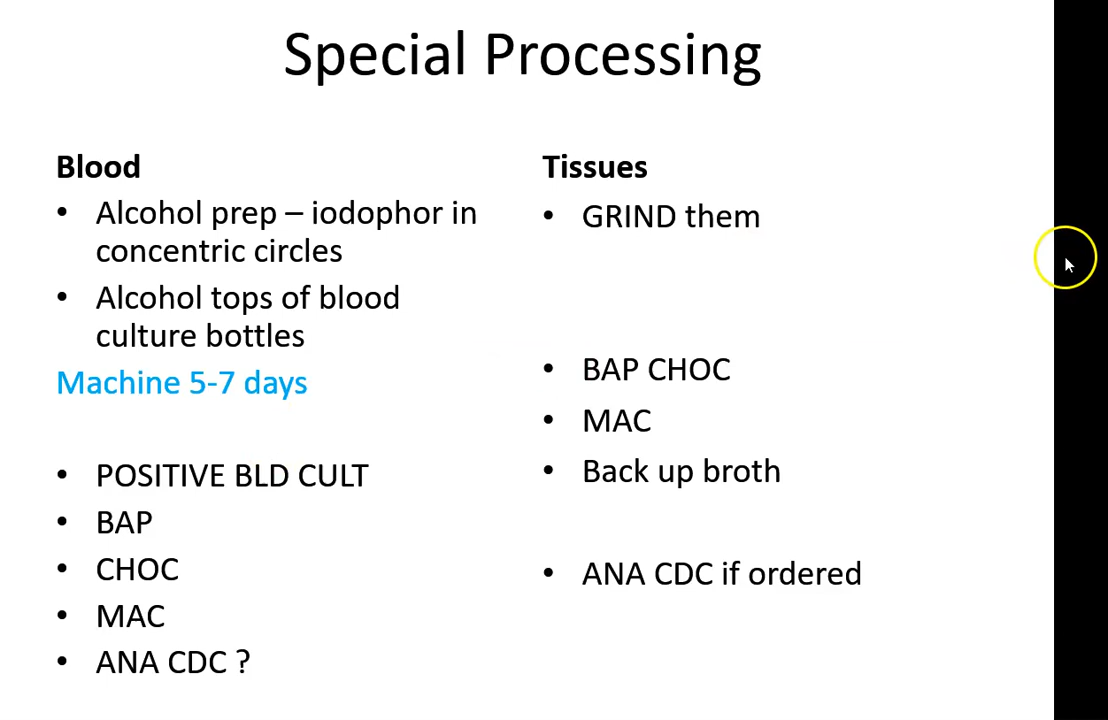 Special Processing
Blood
• Alcohol prep – iodophor in
concentric circles
• Alcohol tops of blood
culture bottles
Machine 5-7 days
• POSITIVE BLD CULT
• BAP
• CHOC
• MAC
• ANA CDC ?
Tissues
• GRIND them
• BAP CHOC
• MAC
• Back up broth
• ANA CDC if ordered